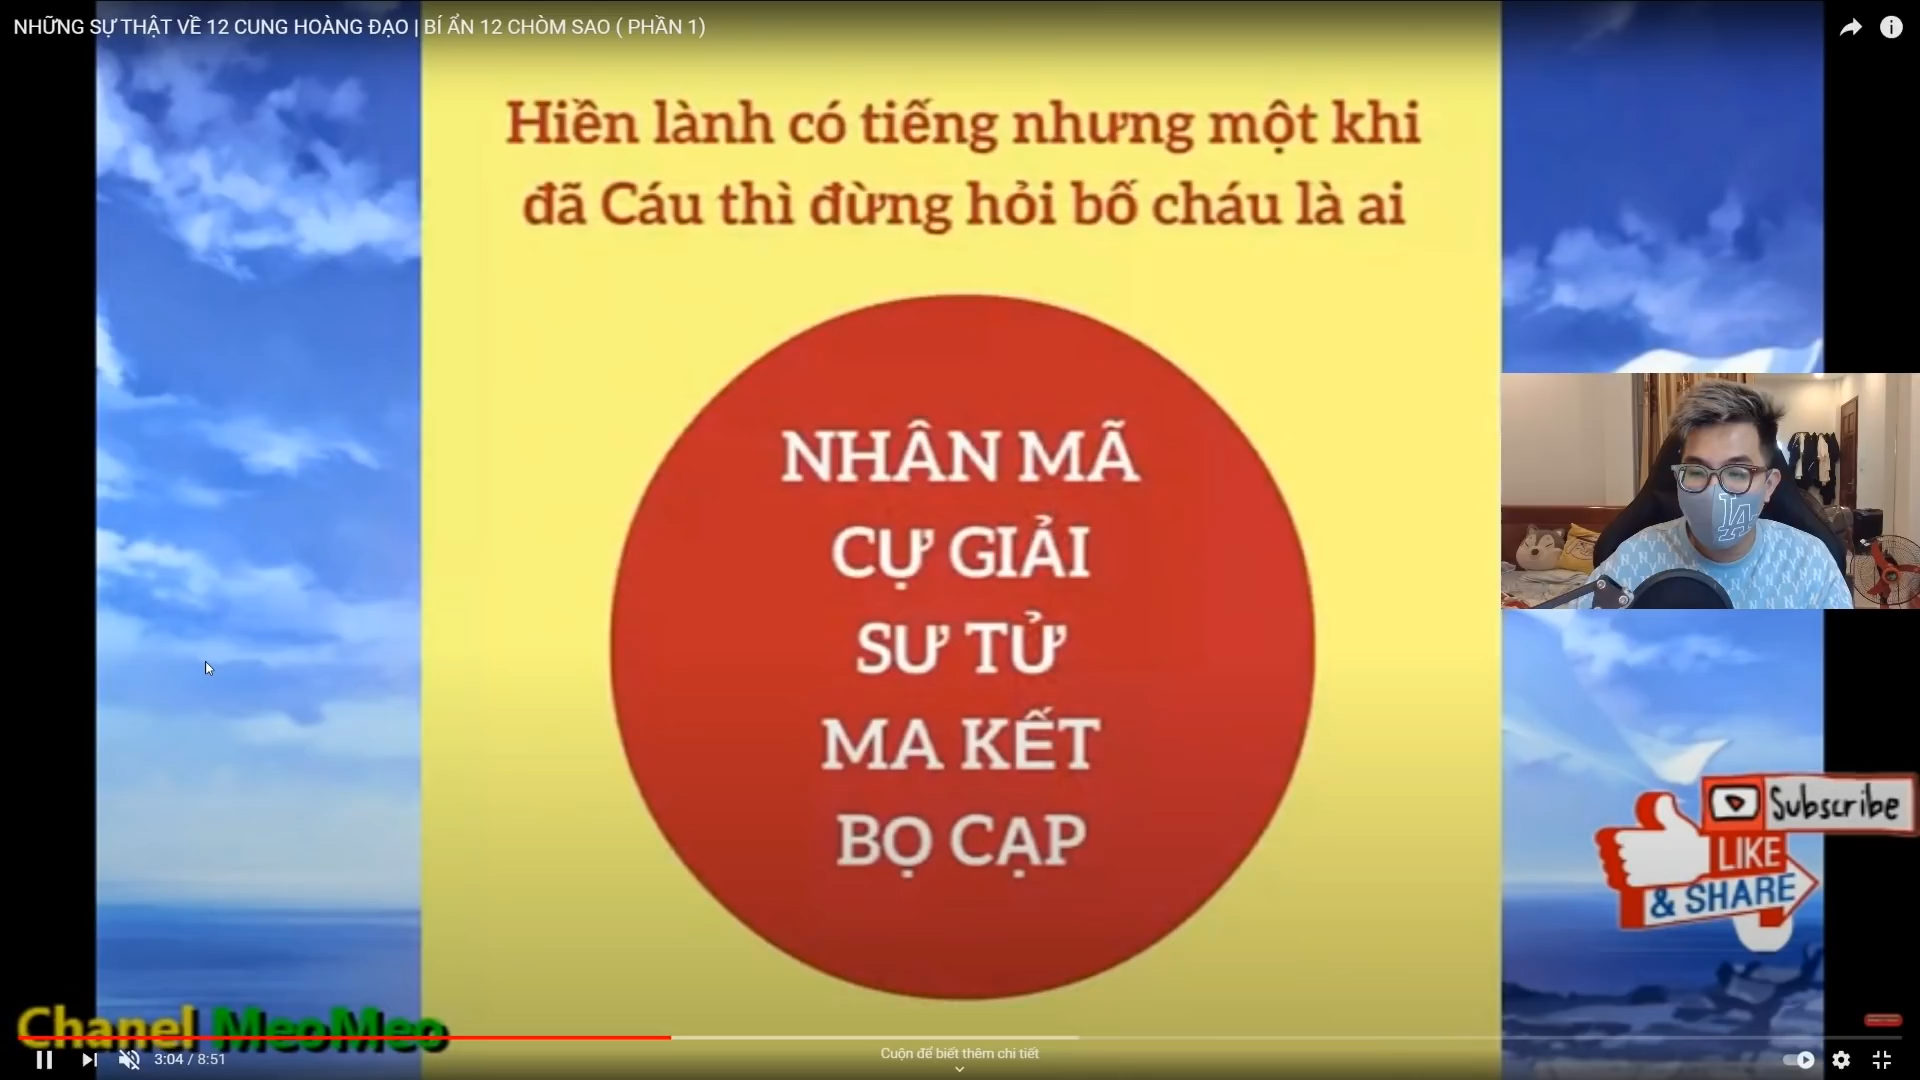 NHỮNG SỰ THẬT VỀ 12 CUNG HOÀNG ĐẠO | BÍ ẨN 12 CHÒM SAO ( PHẦN 1)
Hiền lành có tiếng nhưng một khi
đã Cáu thì đừng hỏi bố cháu là ai
NHÂN MÃ
CỰ GIẢI
SƯ TỬ
MA KẾT
BỌ CẠP
LA
Subscribe
LIKE
& SHARE
Chanel MeoMeo
3:04 / 8:51
Cuộn để biết thêm chi tiết